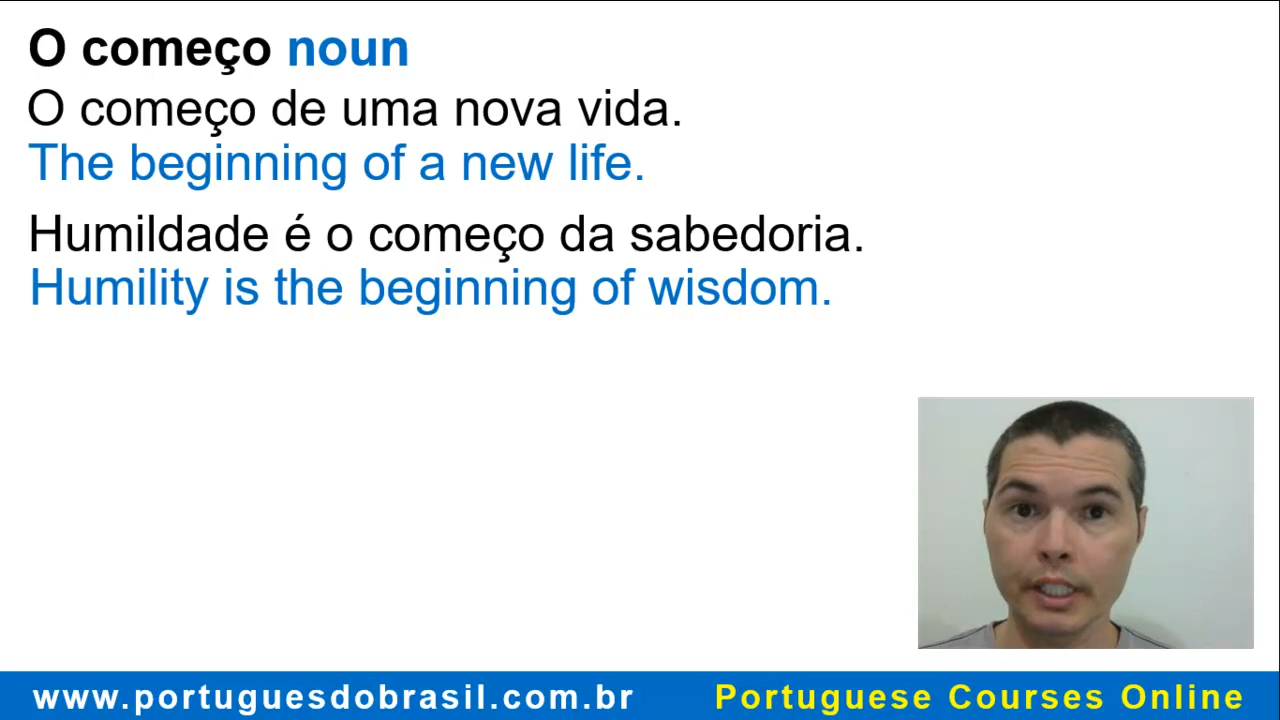 O começo noun
O começo de uma nova vida.
The beginning of a new life.
Humildade é o começo da sabedoria.
Humility is the beginning of wisdom.
www.portuguesdobrasil.com.br Portuguese Courses Online